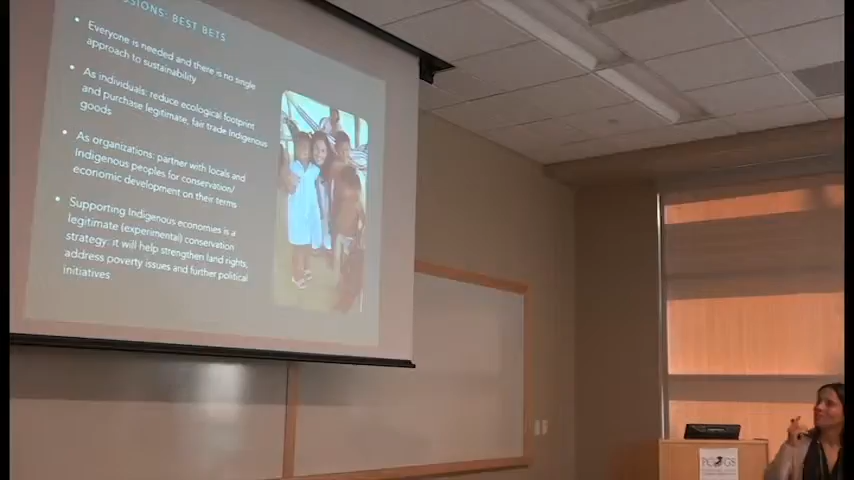 SIONS: BEST BETS
Everyone is needed and there is no single
approach to sustainability
As individuals: reduce ecological footprint
and purchase legitimate, fair trade Indigenous
goods
As organizations: partner with locals and
Indigenous peoples for conservation/
economic development on their terms
Supporting Indigenous economies is a
legitimate (experimental) conservation
strategy: it will help strengthen land rights,
address poverty issues and further political
initiatives